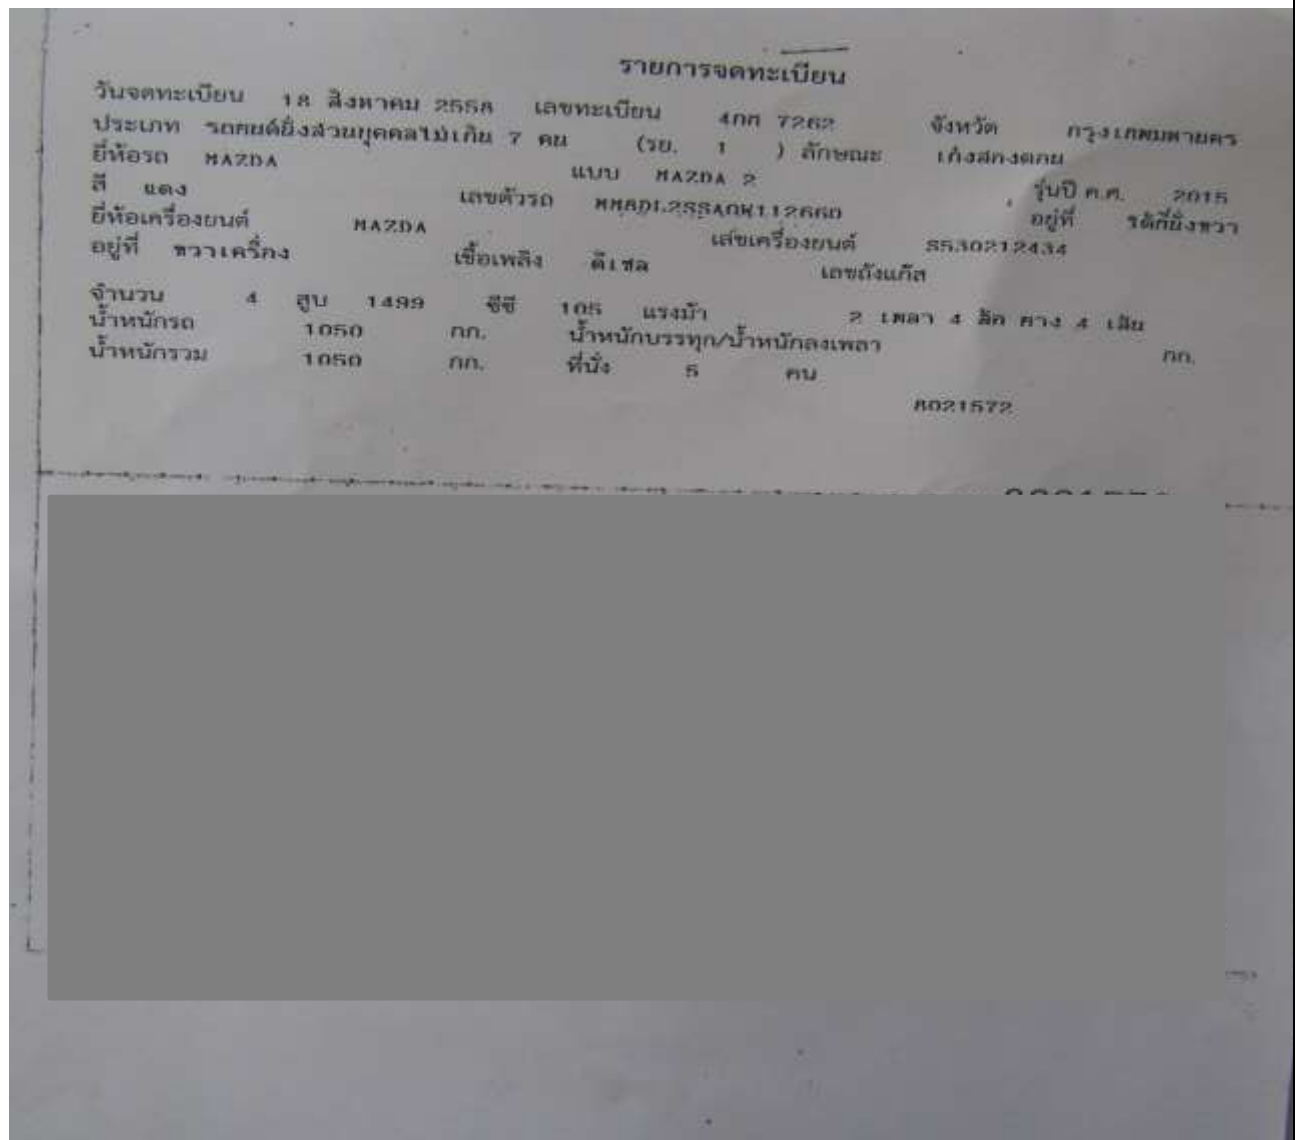 รายการจดทะเบียน
วันจดทะเบียน 18 สิงหาคม 2558 เลขทะเบียน 4กก 7262 จังหวัด กรุงเทพมหานคร
ประเภท รถยนต์นั่งส่วนบุคคลไม่เกิน 7 คน (รย. 1 ) ลักษณะ เก๋งสองตอน
ยี่ห้อรถ MAZDA แบบ MAZDA 2 รุ่นปี ค.ศ. 2015
สี แดง เลขตัวรถ อยู่ที่
ยี่ห้อเครื่องยนต์ MAZDA เลขเครื่องยนต์ S530212434
อยู่ที่ ขวาเครื่อง เชื้อเพลิง ดีเซล เลขถังแก๊ส
จำนวน 4 สูบ 1499 ซีซี 105 แรงม้า 2 เพลา 4 ล้อ ยาง 4 เส้น
น้ำหนักรถ 1050 กก. น้ำหนักบรรทุก/น้ำหนักลงเพลา กก.
น้ำหนักรวม 1050 กก. ที่นั่ง 5 คน
8021572